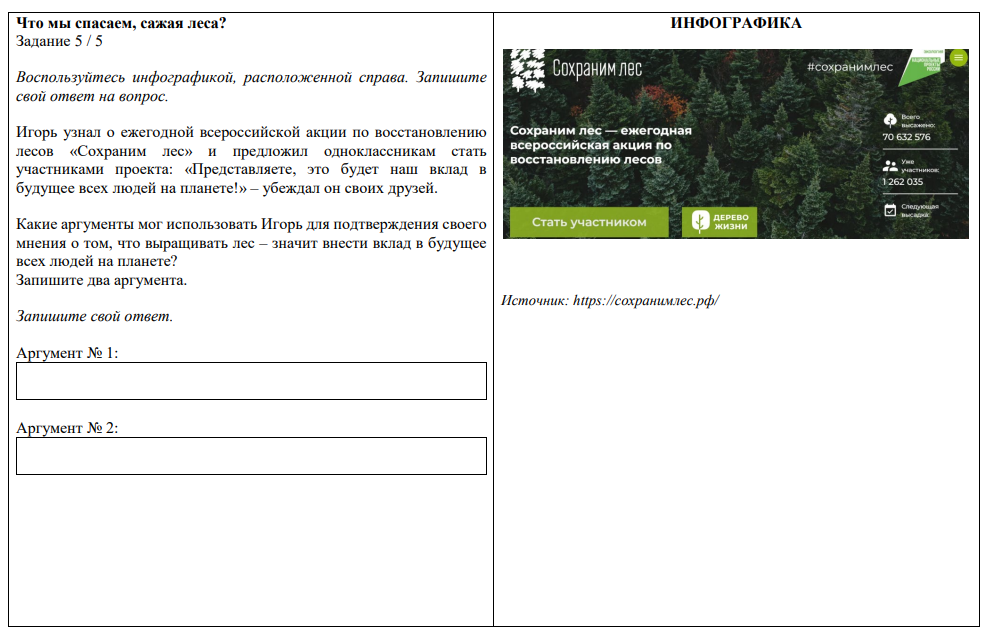 Что мы спасаем, сажая леса?
Задание 5 / 5
Воспользуйтесь инфографикой, расположенной справа. Запишите
свой ответ на вопрос.
Игорь узнал о ежегодной всероссийской акции по восстановлению
лесов «Сохраним лес» и предложил одноклассникам стать
участниками проекта: «Представляете, это будет наш вклад в
будущее всех людей на планете!» – убеждал он своих друзей.
Какие аргументы мог использовать Игорь для подтверждения своего
мнения о том, что выращивать лес – значит внести вклад в будущее
всех людей на планете?
Запишите два аргумента.
Запишите свой ответ.
Аргумент № 1:
Аргумент № 2:
ИНФОГРАФИКА
Сохраним лес
#сохранимлес
НАЦИОНАЛЬНЫЕ
ПРОЕКТЫ
РОССИИ
Сохраним лес — ежегодная
всероссийская акция по
восстановлению лесов
Всего
высажено:
70 632 576
Уже
участников:
1 262 035
Следующая
высадка:
Стать участником
ДЕРЕВО
ЖИЗНИ
Источник: https://сохранимлес.рф/